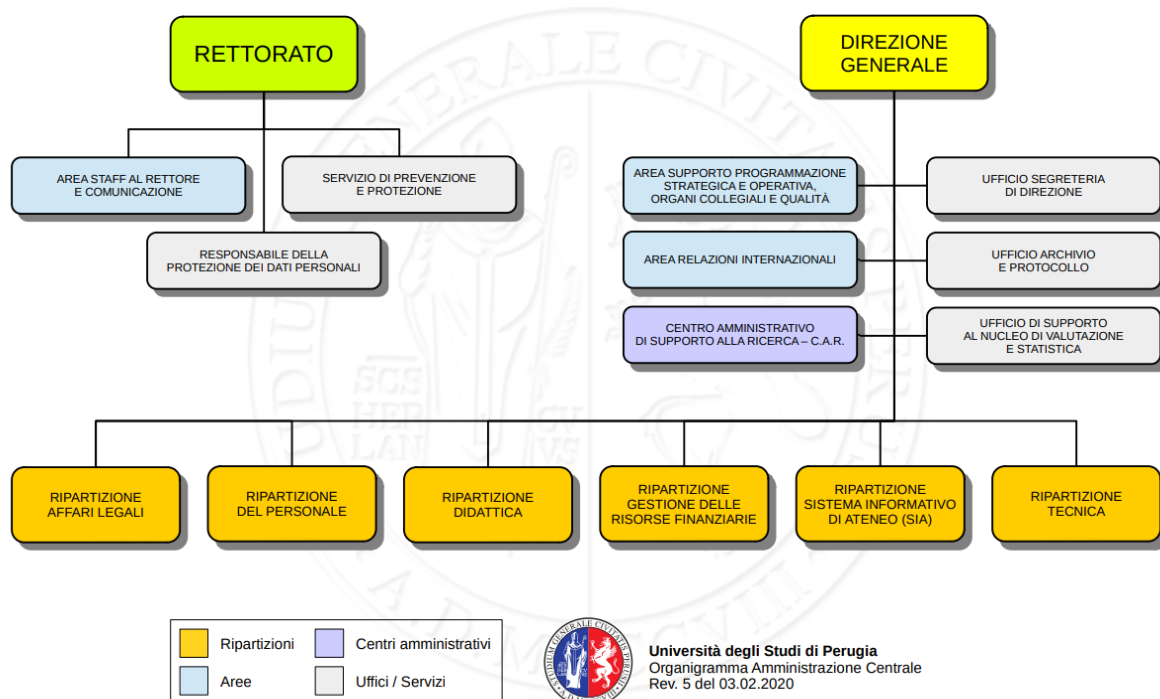 RETTORATO
DIREZIONE
GENERALE
AREA STAFF AL RETTORE
E COMUNICAZIONE
SERVIZIO DI PREVENZIONE
E PROTEZIONE
RESPONSABILE DELLA
PROTEZIONE DEI DATI PERSONALI
AREA SUPPORTO PROGRAMMAZIONE
STRATEGICA E OPERATIVA,
ORGANI COLLEGIALI E QUALITÀ
UFFICIO SEGRETERIA
DI DIREZIONE
AREA RELAZIONI INTERNAZIONALI
UFFICIO ARCHIVIO
E PROTOCOLLO
CENTRO AMMINISTRATIVO
DI SUPPORTO ALLA RICERCA – C.A.R.
UFFICIO DI SUPPORTO
AL NUCLEO DI VALUTAZIONE
E STATISTICA
RIPARTIZIONE
AFFARI LEGALI
RIPARTIZIONE
DEL PERSONALE
RIPARTIZIONE
DIDATTICA
RIPARTIZIONE
GESTIONE DELLE
RISORSE FINANZIARIE
RIPARTIZIONE
SISTEMA INFORMATIVO
DI ATENEO (SIA)
RIPARTIZIONE
TECNICA
Ripartizioni
Centri amministrativi
Aree
Uffici / Servizi
Università degli Studi di Perugia
Organigramma Amministrazione Centrale
Rev. 5 del 03.02.2020